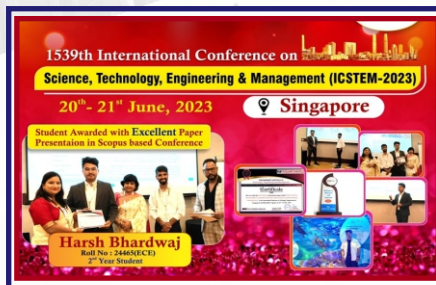 1539th International Conference on
Science, Technology, Engineering & Management (ICSTEM-2023)
20th- 21st June, 2023
Singapore
Student Awarded with Excellent Paper
Presentaion in Scopus based Conference
Certificate
Harsh Bhardwaj
Roll No : 24465(ECE)
2nd Year Student